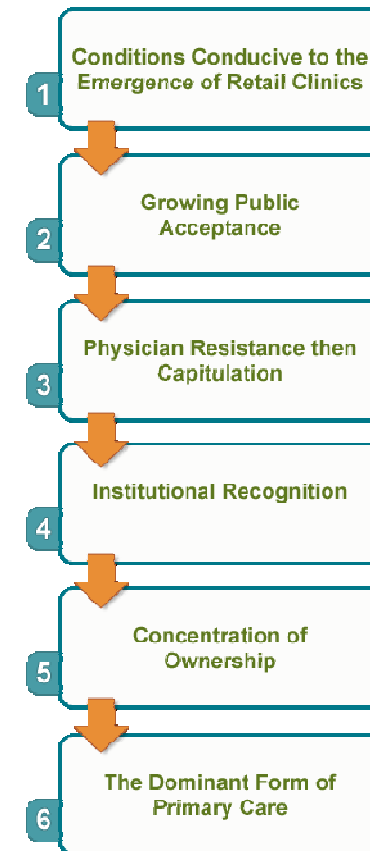 Conditions Conducive to the
Emergence of Retail Clinics
1
Growing Public
Acceptance
2
Physician Resistance then
Capitulation
3
Institutional Recognition
4
Concentration of
Ownership
5
The Dominant Form of
Primary Care
6